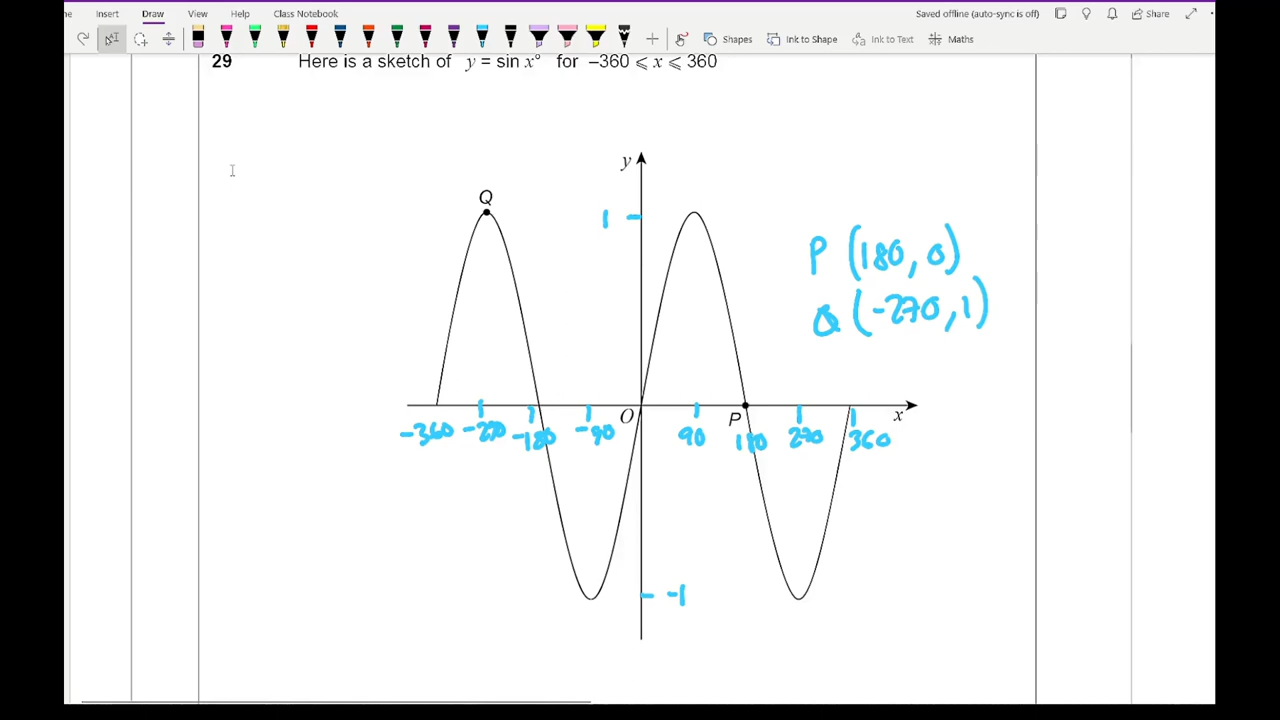 Home Insert Draw View Help Class Notebook Saved offline (auto-sync is off) Share
Shapes Ink to Shape Ink to Text Maths
29 Here is a sketch of y = sin x° for –360 ⩽ x ⩽ 360
y
Q
1
P (180, 0)
Q (-270, 1)
O P x
-360 -270 -180 -90 90 180 270 360
-1